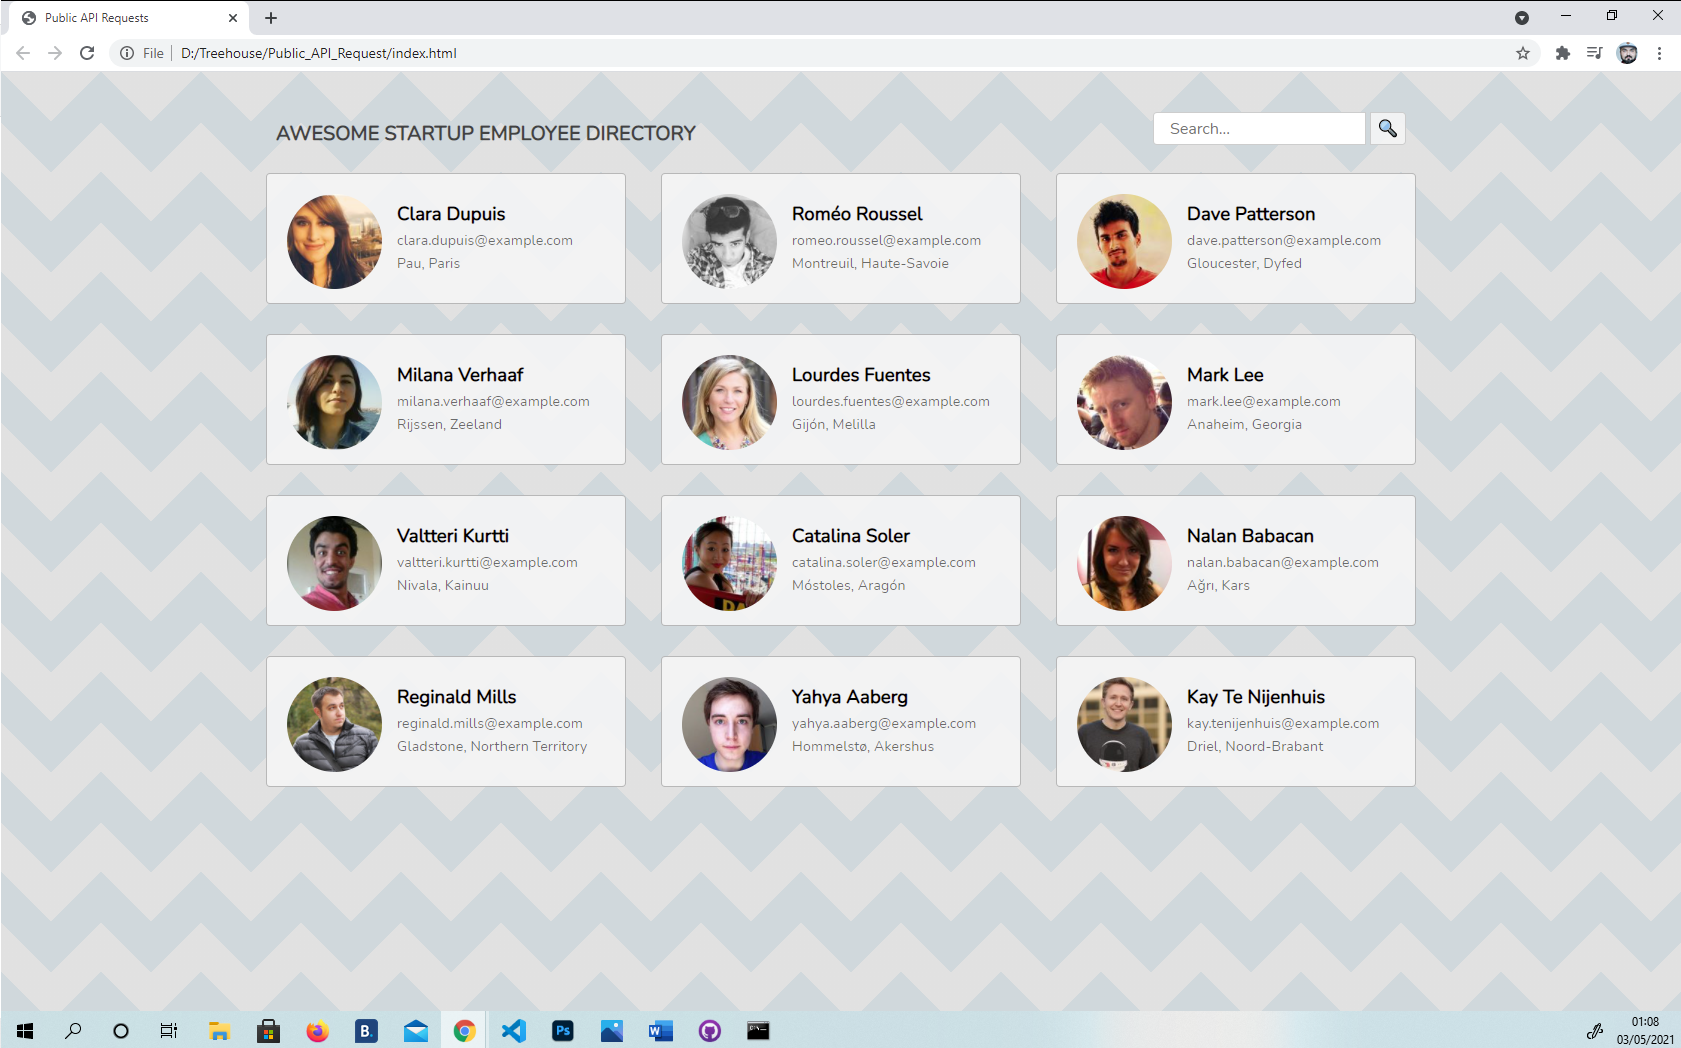 Public API Requests
File
D:/Treehouse/Public_API_Request/index.html
AWESOME STARTUP EMPLOYEE DIRECTORY
Search...
Clara Dupuis
clara.dupuis@example.com
Pau, Paris
Roméo Roussel
romeo.roussel@example.com
Montreuil, Haute-Savoie
Dave Patterson
dave.patterson@example.com
Gloucester, Dyfed
Milana Verhaaf
milana.verhaaf@example.com
Rijssen, Zeeland
Lourdes Fuentes
lourdes.fuentes@example.com
Gijón, Melilla
Mark Lee
mark.lee@example.com
Anaheim, Georgia
Valtteri Kurtti
valtteri.kurtti@example.com
Nivala, Kainuu
Catalina Soler
catalina.soler@example.com
Móstoles, Aragón
Nalan Babacan
nalan.babacan@example.com
Ağrı, Kars
Reginald Mills
reginald.mills@example.com
Gladstone, Northern Territory
Yahya Aaberg
yahya.aaberg@example.com
Hommelstø, Akershus
Kay Te Nijenhuis
kay.tenijenhuis@example.com
Driel, Noord-Brabant
B.
Ps
W
01:08
03/05/2021